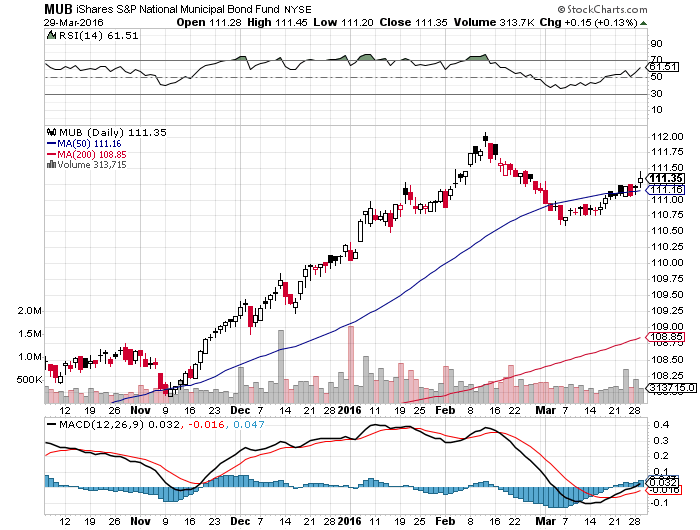 MUB iShares S&P National Municipal Bond Fund NYSE © StockCharts.com
29-Mar-2016 Open 111.28 High 111.45 Low 111.20 Close 111.35 Volume 313.7K Chg +0.15 (+0.13%)
RSI(14) 61.51
90
70
61.51
50
30
10
MUB (Daily) 111.35
MA(50) 111.16
MA(200) 108.85
Volume 313,715
112.00
111.75
111.50
111.35
111.16
111.00
110.75
110.50
110.25
110.00
109.75
109.50
109.25
109.00
108.85
108.75
108.50
108.25
2.0M
1.5M
1.0M
500K
313715.0
12 19 26 Nov 9 16 23 Dec 7 14 21 2016 11 19 25 Feb 8 16 22 Mar 7 14 21 28
MACD(12,26,9) 0.032, -0.016, 0.047
0.4
0.3
0.2
0.1
0.032
-0.016
-0.1
12 19 26 Nov 9 16 23 Dec 7 14 21 2016 11 19 25 Feb 8 16 22 Mar 7 14 21 28